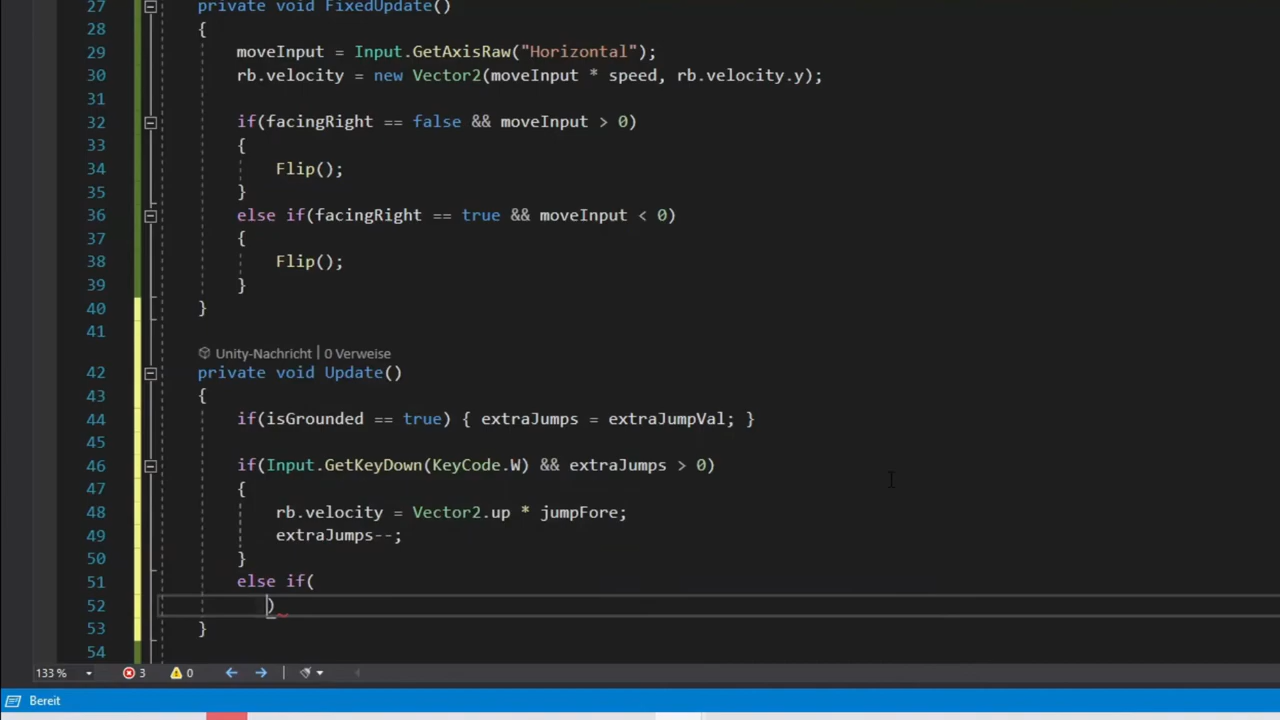 27 private void FixedUpdate()
28 {
29 moveInput = Input.GetAxisRaw("Horizontal");
30 rb.velocity = new Vector2(moveInput * speed, rb.velocity.y);
31
32 if(facingRight == false && moveInput > 0)
33 {
34 Flip();
35 }
36 else if(facingRight == true && moveInput < 0)
37 {
38 Flip();
39 }
40 }
41
Unity-Nachricht | 0 Verweise
42 private void Update()
43 {
44 if(isGrounded == true) { extraJumps = extraJumpVal; }
45
46 if(Input.GetKeyDown(KeyCode.W) && extraJumps > 0)
47 {
48 rb.velocity = Vector2.up * jumpFore;
49 extraJumps--;
50 }
51 else if(
52 )
53 }
54
133 % 3 0
Bereit